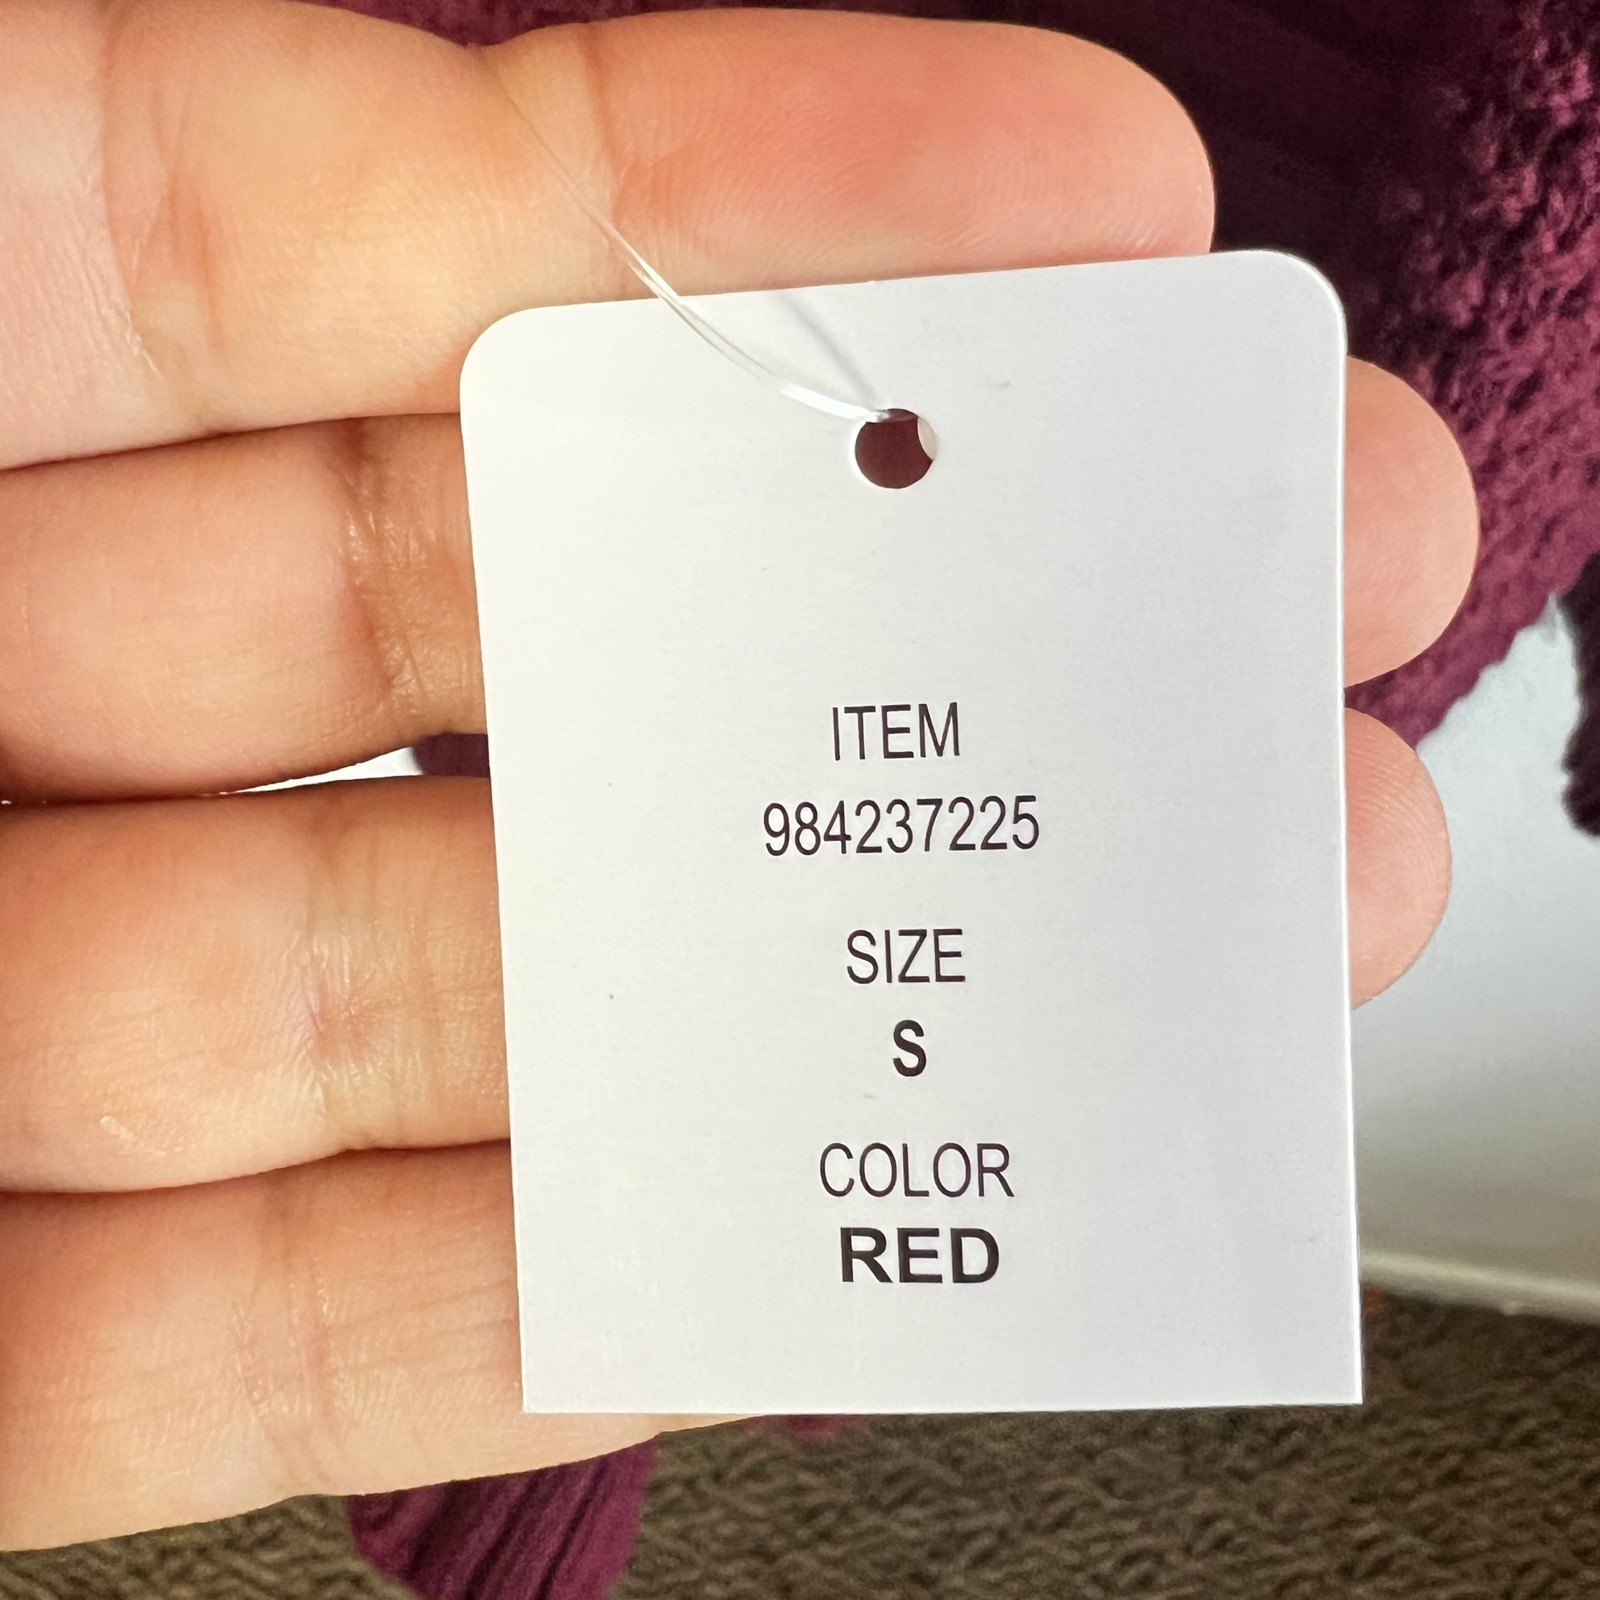 ITEM
984237225
SIZE
S
COLOR
RED